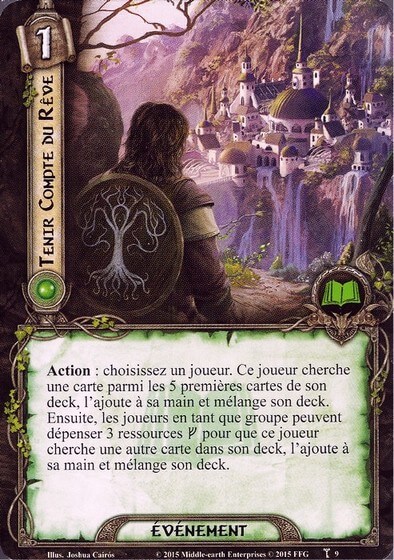 1
Tenir Compte du Rêve
Action : choisissez un joueur. Ce joueur cherche
une carte parmi les 5 premières cartes de son
deck, l'ajoute à sa main et mélange son deck.
Ensuite, les joueurs en tant que groupe peuvent
dépenser 3 ressources pour que ce joueur
cherche une autre carte dans son deck, l'ajoute à
sa main et mélange son deck.
ÉVÉNEMENT
Illus. Joshua Cairós © 2015 Middle-earth Enterprises © 2015 FFG 9